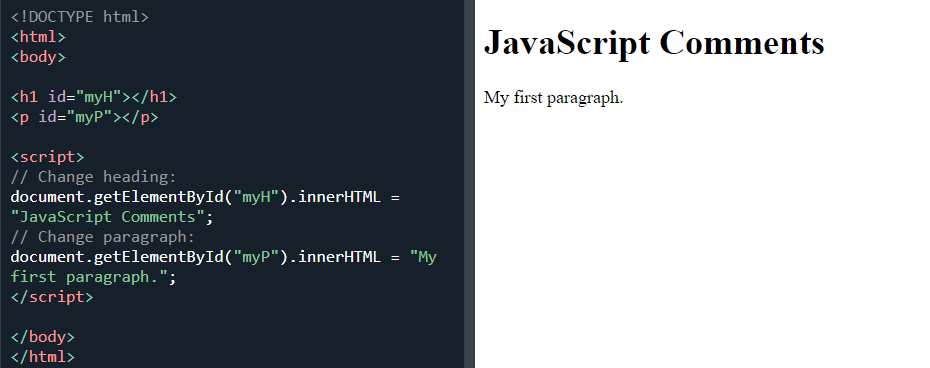 <!DOCTYPE html>
<html>
<body>

<h1 id="myH"></h1>
<p id="myP"></p>

<script>
// Change heading:
document.getElementById("myH").innerHTML =
"JavaScript Comments";
// Change paragraph:
document.getElementById("myP").innerHTML = "My
first paragraph.";
</script>

</body>
</html>
JavaScript Comments
My first paragraph.